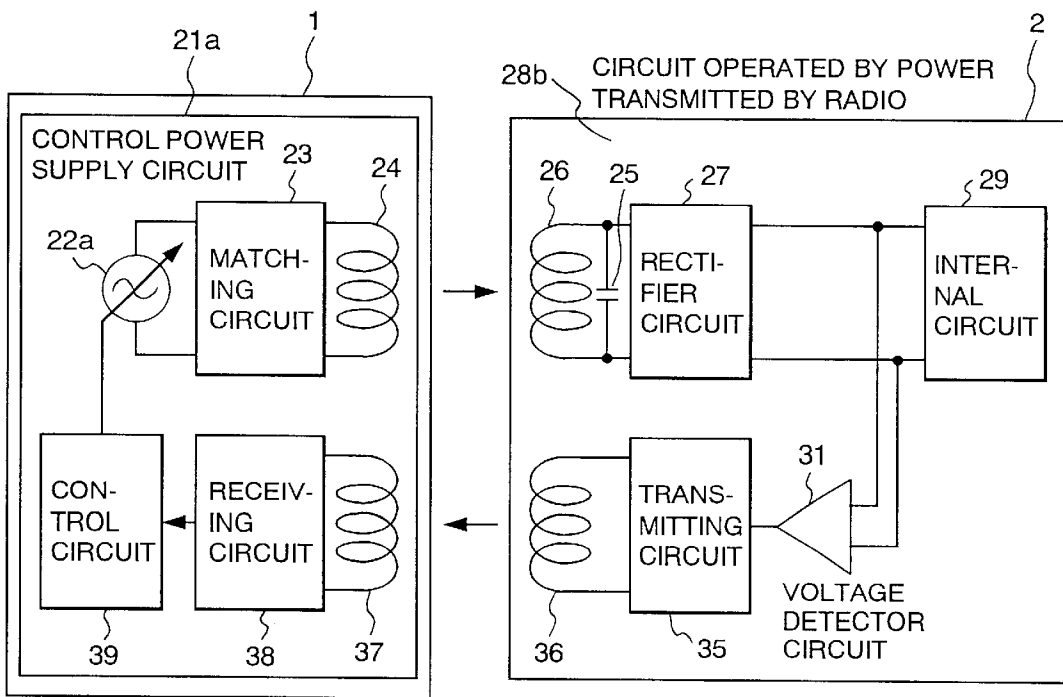 1
2
21a
CIRCUIT OPERATED BY POWER
28b TRANSMITTED BY RADIO
CONTROL POWER
SUPPLY CIRCUIT
23
24
22a
MATCH-
ING
CIRCUIT
26
25
27
29
RECTI-
FIER
CIRCUIT
INTER-
NAL
CIRCUIT
CON-
TROL
CIRCUIT
RECEIV-
ING
CIRCUIT
TRANS-
MITTING
CIRCUIT
31
VOLTAGE
DETECTOR
CIRCUIT
39
38
37
36
35